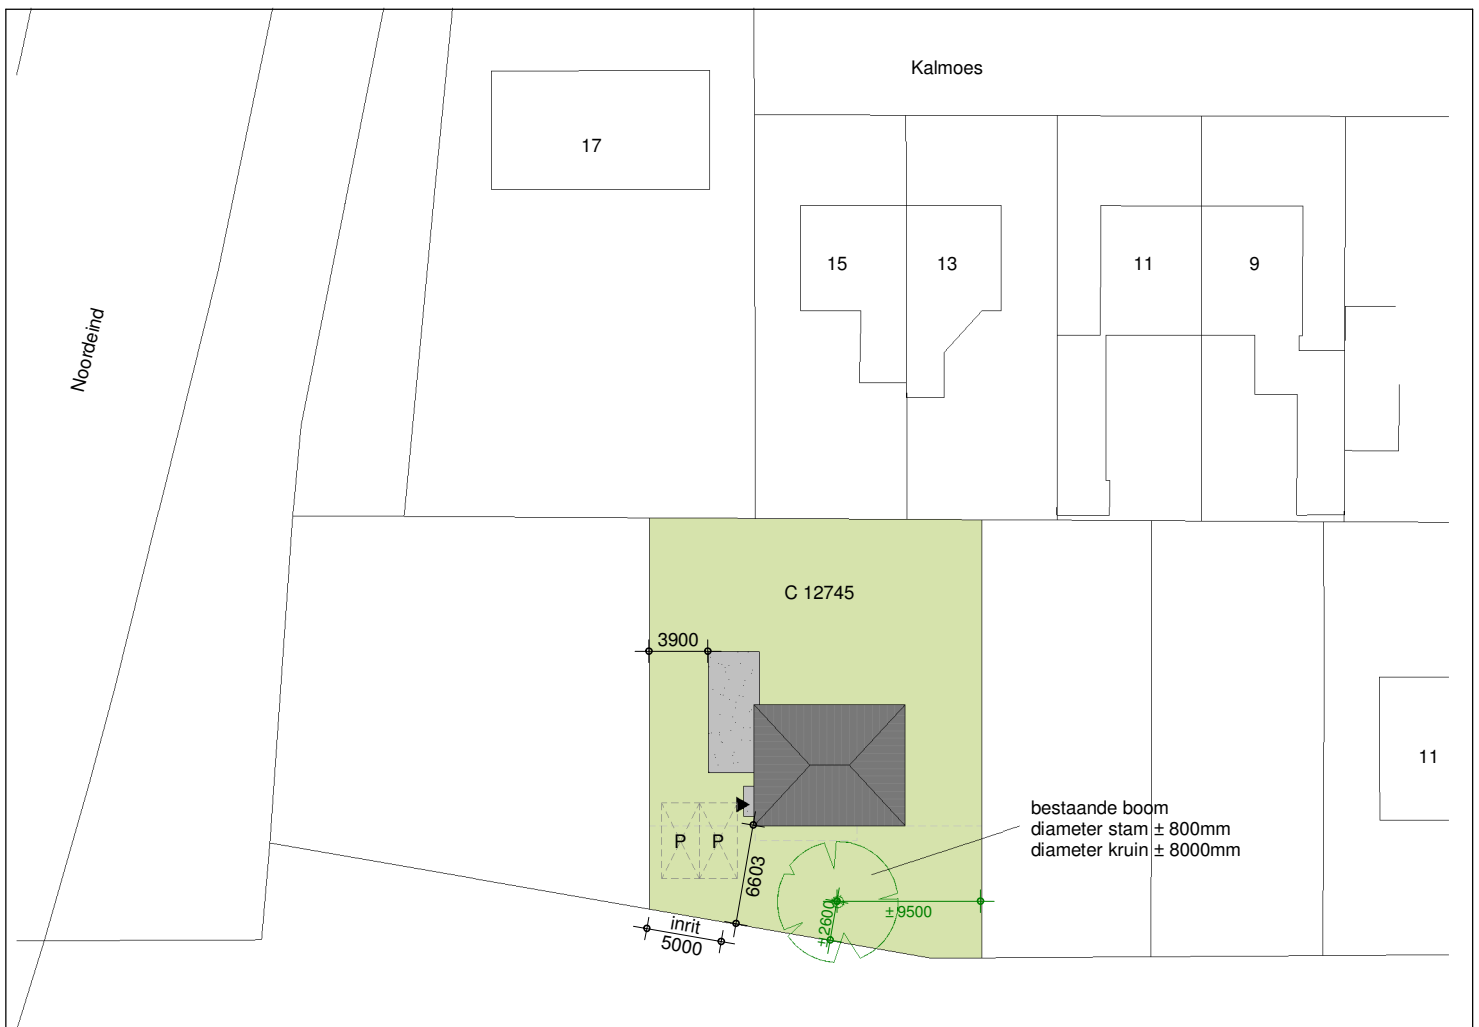 Kalmoes
17
15
13
11
9
Noordeind
C 12745
3900
11
bestaande boom
diameter stam ± 800mm
diameter kruin ± 8000mm
P
P
6603
±2600
±9500
inrit
5000